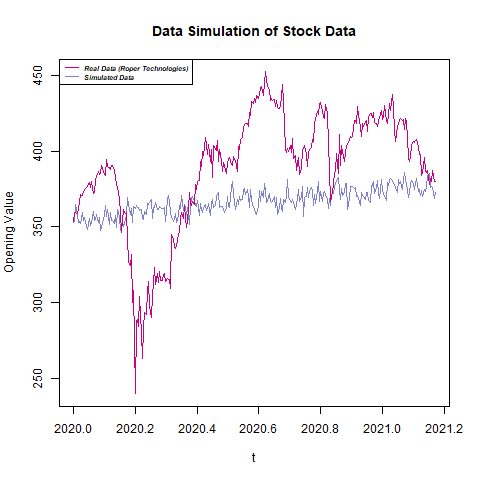 Data Simulation of Stock Data
Real Data (Roper Technologies)
Simulated Data
450
400
350
300
250
Opening Value
2020.0 2020.2 2020.4 2020.6 2020.8 2021.0 2021.2
t